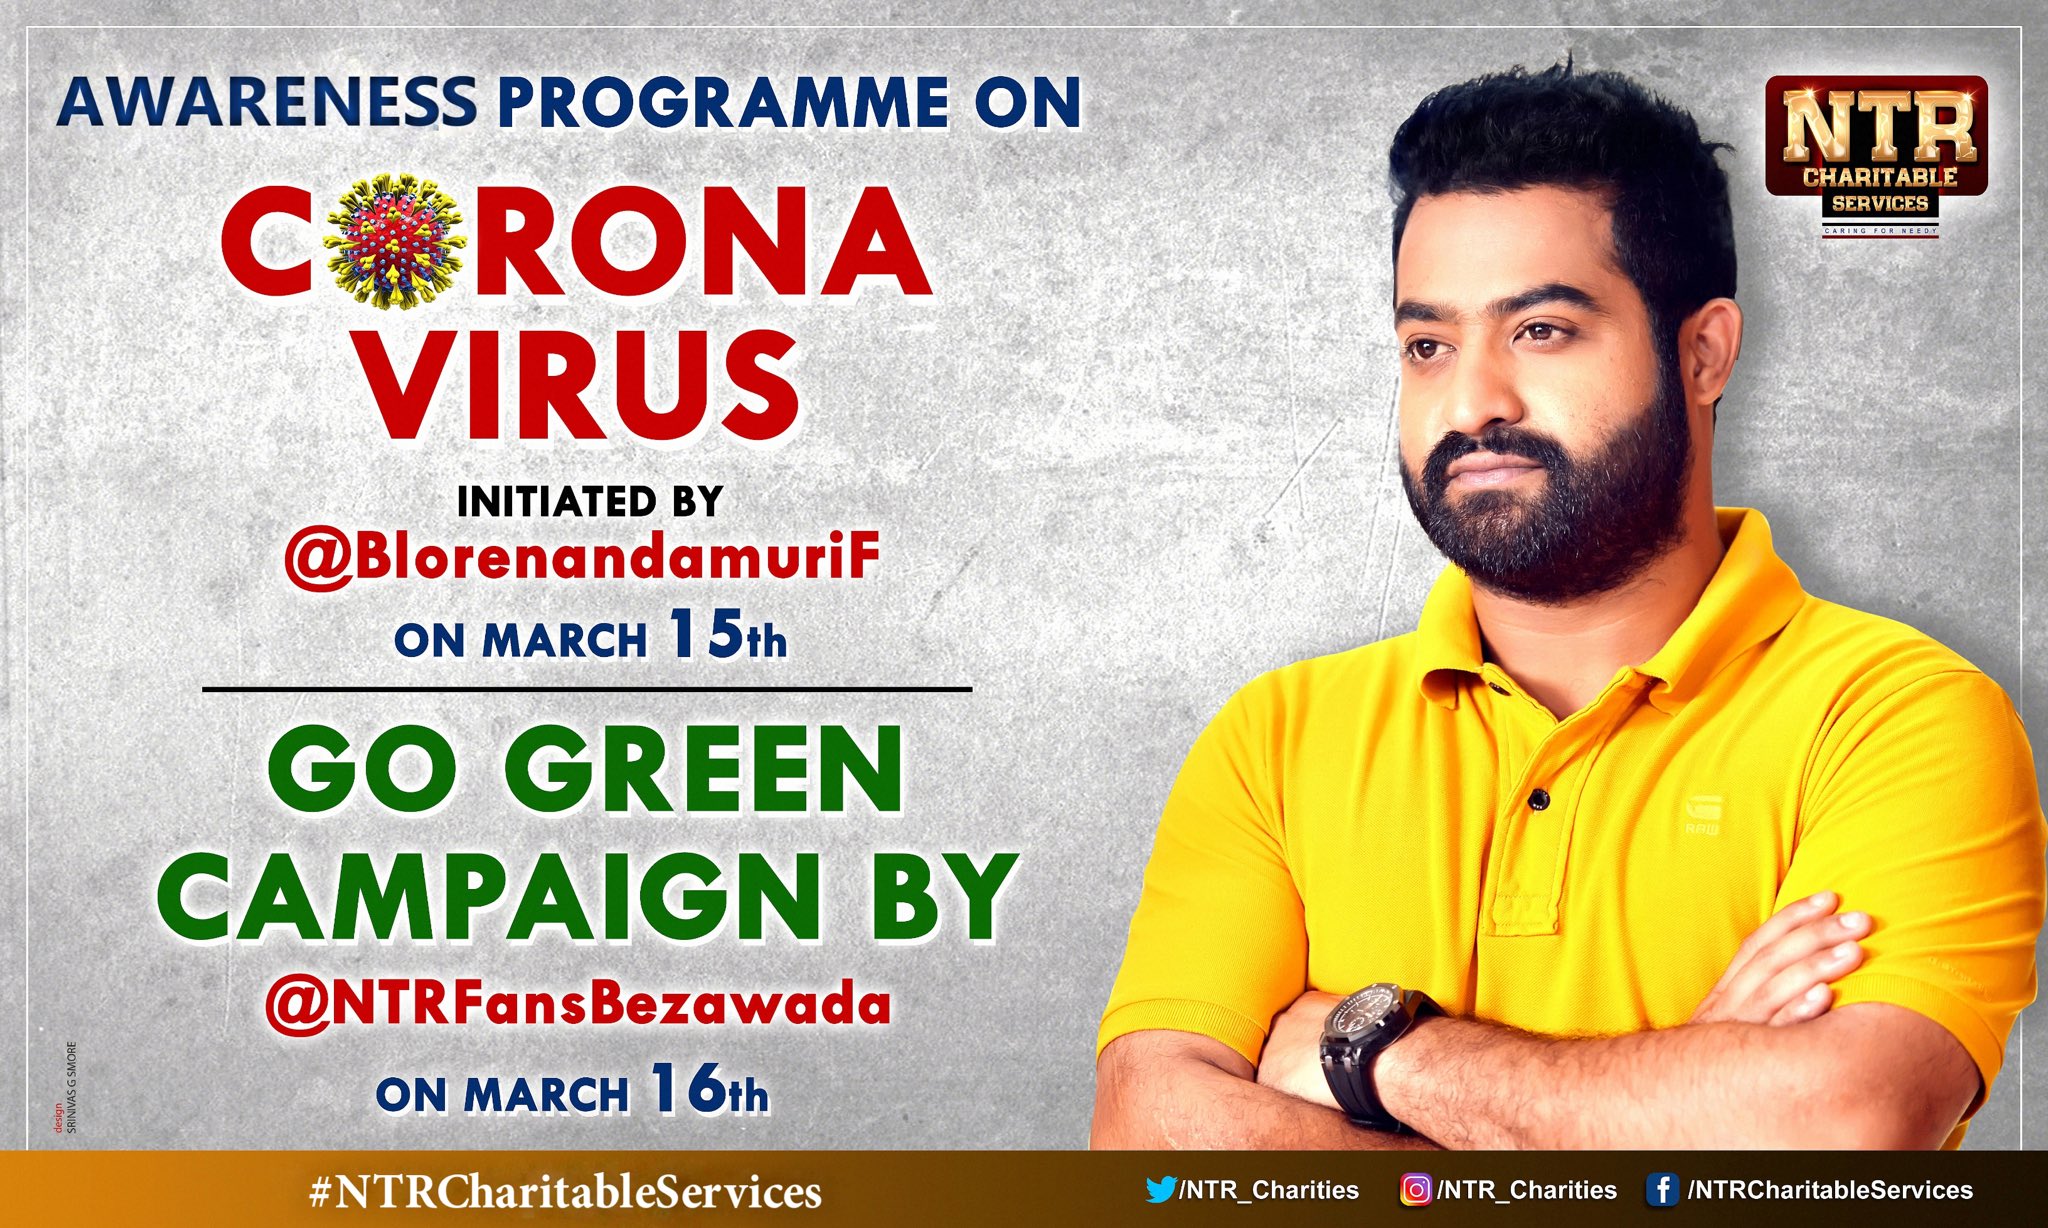 AWARENESS PROGRAMME ON
CORONA
VIRUS
INITIATED BY
@BlorenandamuriF
ON MARCH 15th
GO GREEN
CAMPAIGN BY
@NTRFansBezawada
ON MARCH 16th
design
SRINIVAS G SMORE
NTR
CHARITABLE
SERVICES
CARING FOR NEEDY
RAW
#NTRCharitableServices
/NTR_Charities
/NTR_Charities
/NTRCharitableServices